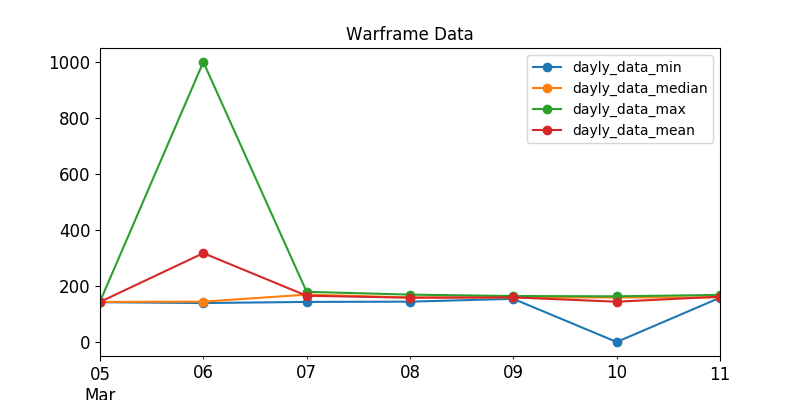 Warframe Data
1000
800
600
400
200
0
dayly_data_min
dayly_data_median
dayly_data_max
dayly_data_mean
05 06 07 08 09 10 11
Mar